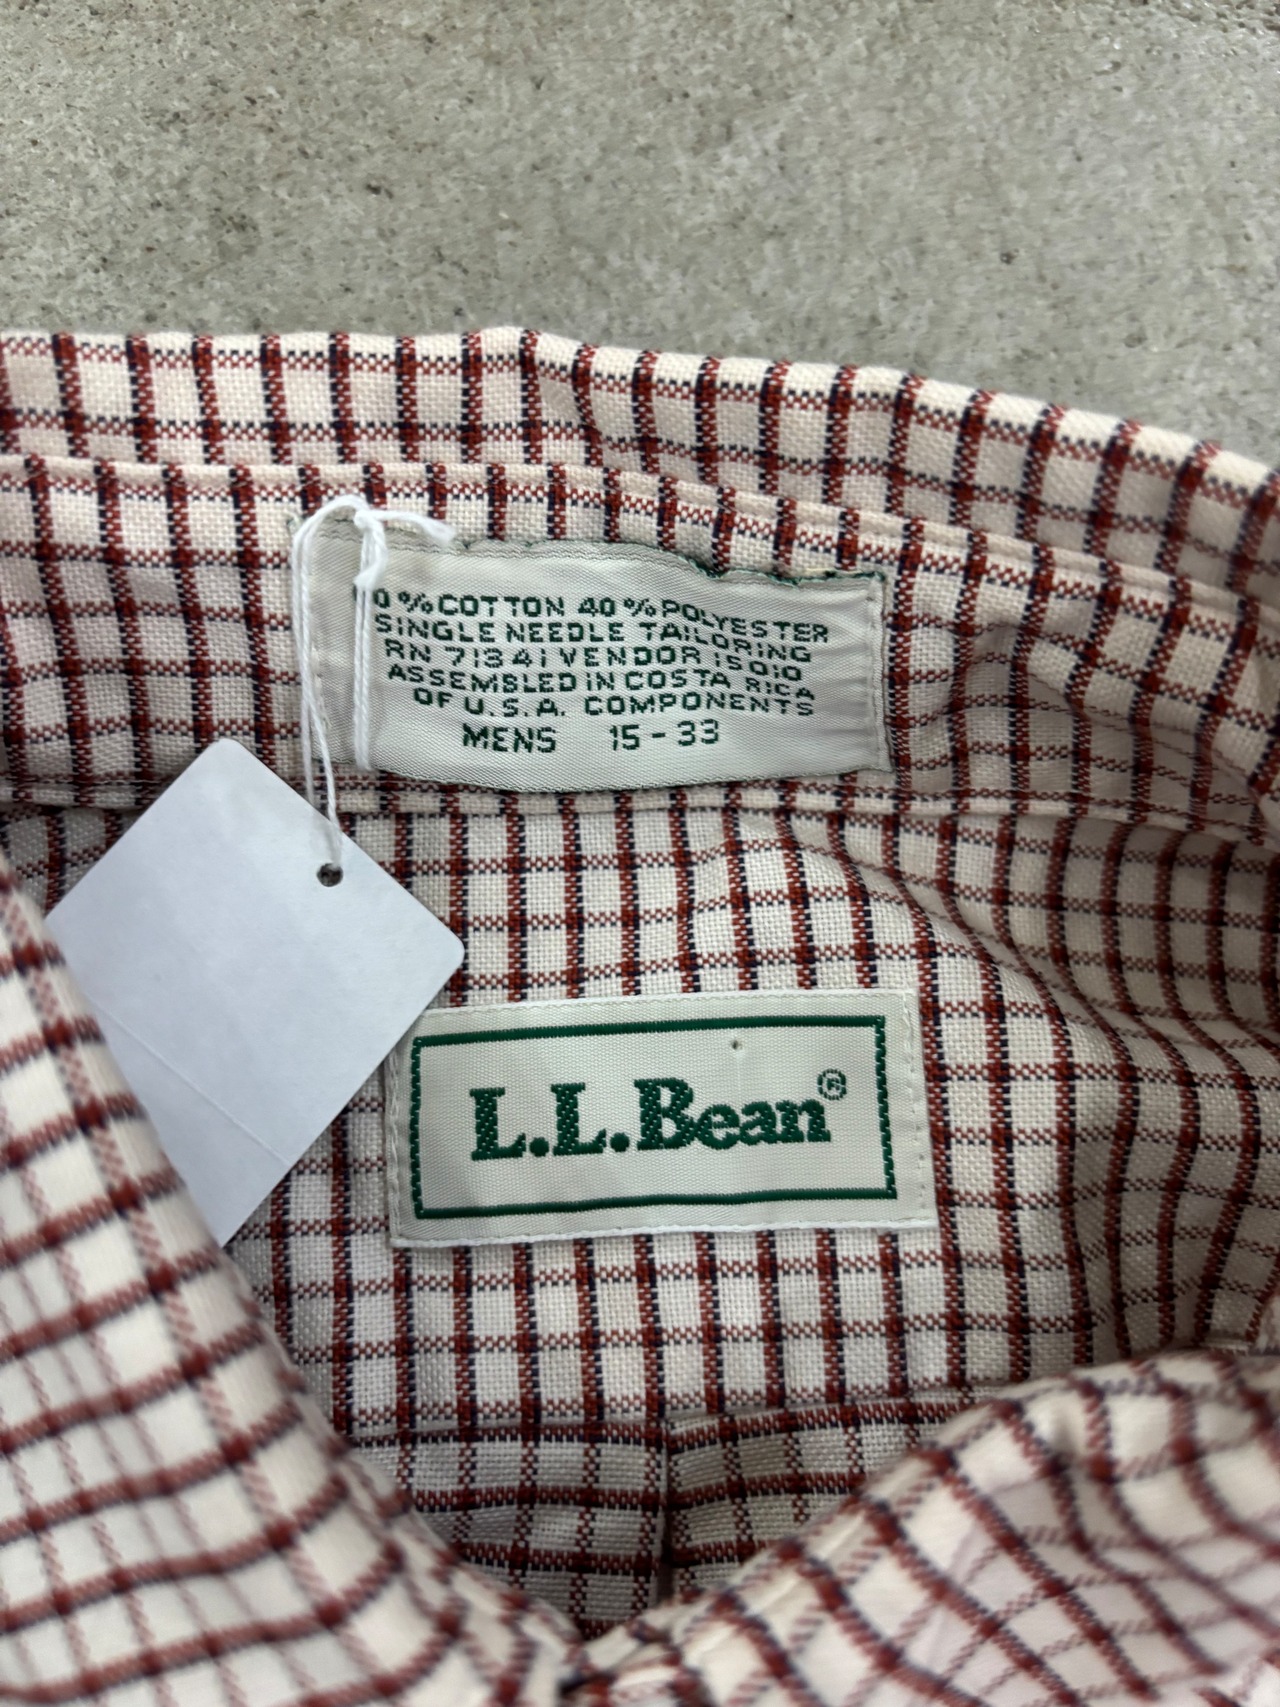 0 % COTTON 40 % POLYESTER
SINGLE NEEDLE TAILORING
RN 71341 VENDOR 15010
ASSEMBLED IN COSTA RICA
OF U.S.A. COMPONENTS
MENS 15 - 33
L.L.Bean®